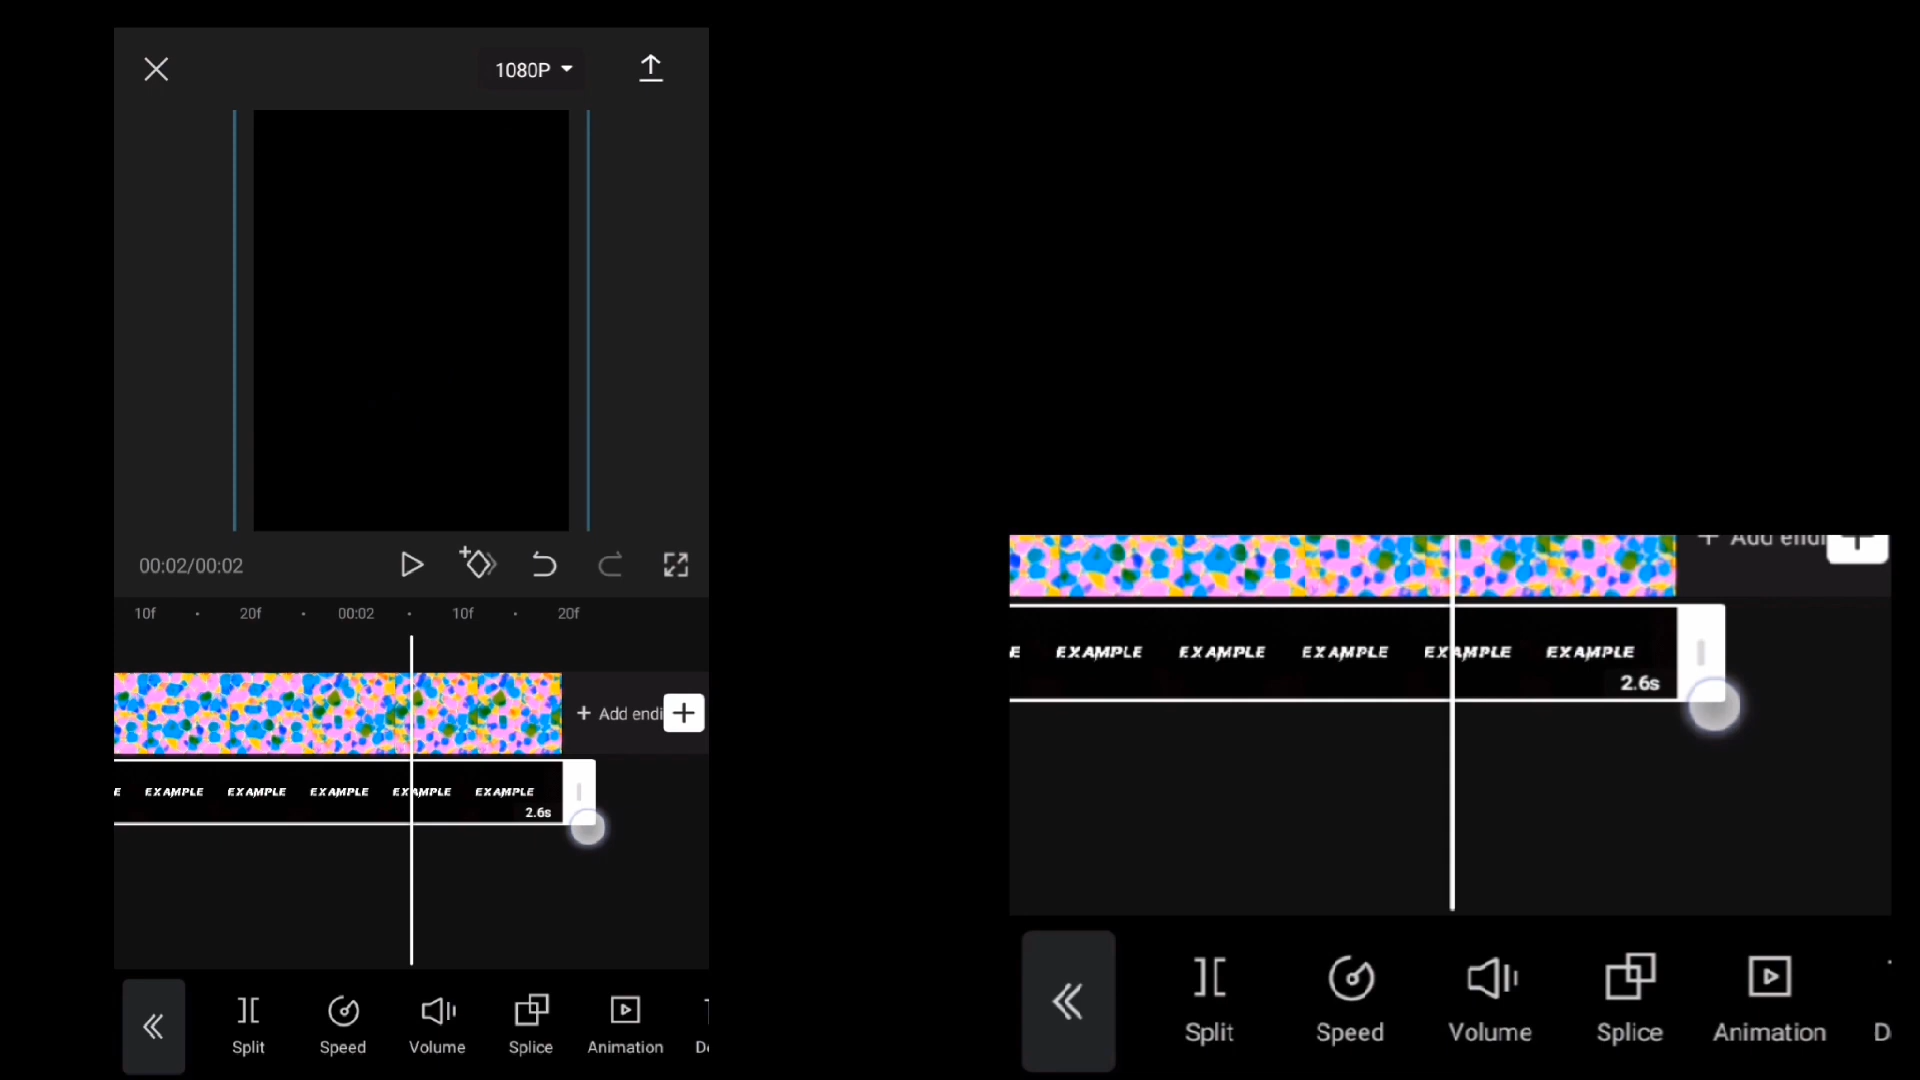 1080P
00:02/00:02
10f 20f 00:02 10f 20f
+ Add endi
E EXAMPLE EXAMPLE EXAMPLE EXAMPLE EXAMPLE
2.6s
Split Speed Volume Splice Animation De
+ Add endi
E EXAMPLE EXAMPLE EXAMPLE EXAMPLE EXAMPLE
2.6s
Split Speed Volume Splice Animation D